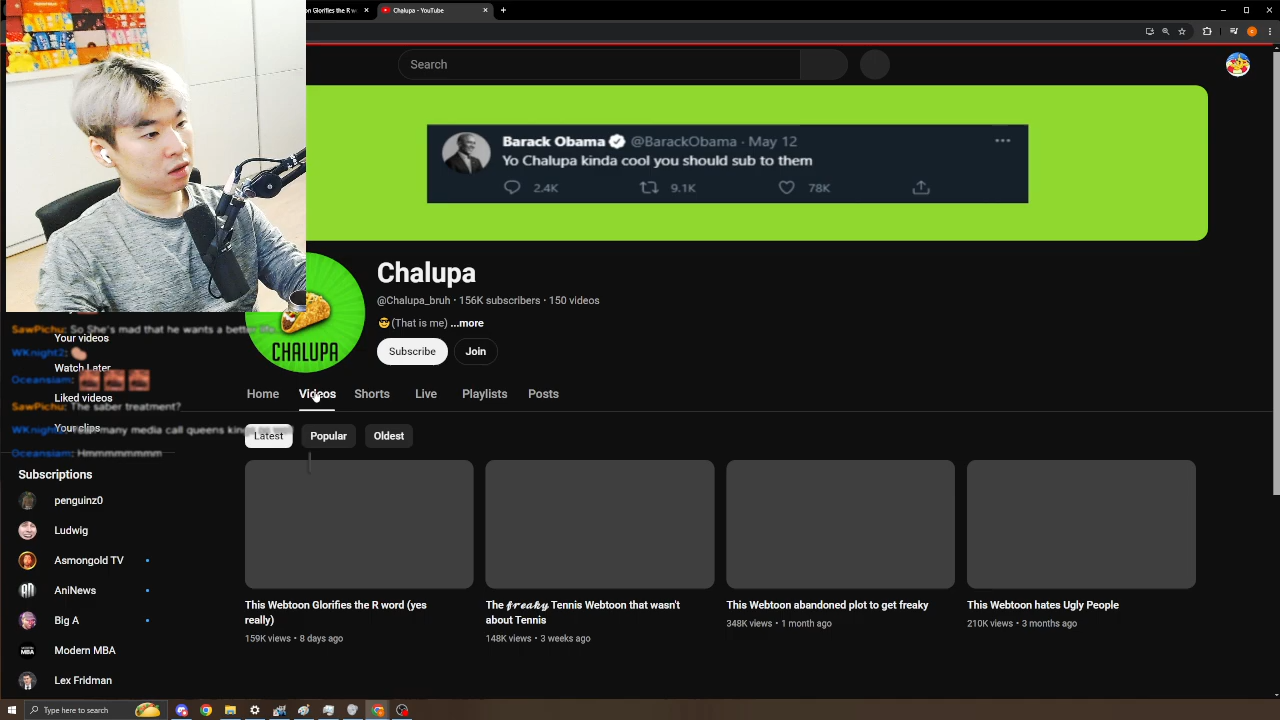 oon Glorifies the R w
Chalupa - YouTube
Search
Barack Obama @BarackObama · May 12
Yo Chalupa kinda cool you should sub to them
2.4K 9.1K 78K
Chalupa
@Chalupa_bruh · 156K subscribers · 150 videos
😎(That is me) ...more
CHALUPA
Subscribe Join
SawPichu: So She's mad that he wants a better
Your videos
WKnight2:
Watch Later
Oceansiam:
Liked videos
SawPichu: The saber treatment?
Your clips
many media call queens
Oceansiam: Hmmmmmmmm
Home Videos Shorts Live Playlists Posts
Latest Popular Oldest
Subscriptions
penguinz0
Ludwig
Asmongold TV
AniNews
Big A
Modern MBA
Lex Fridman
This Webtoon Glorifies the R word (yes
really)
159K views • 8 days ago
The 𝓯𝓻𝓮𝓪𝓴𝔂 Tennis Webtoon that wasn't
about Tennis
148K views • 3 weeks ago
This Webtoon abandoned plot to get freaky
348K views • 1 month ago
This Webtoon hates Ugly People
210K views • 3 months ago
Type here to search